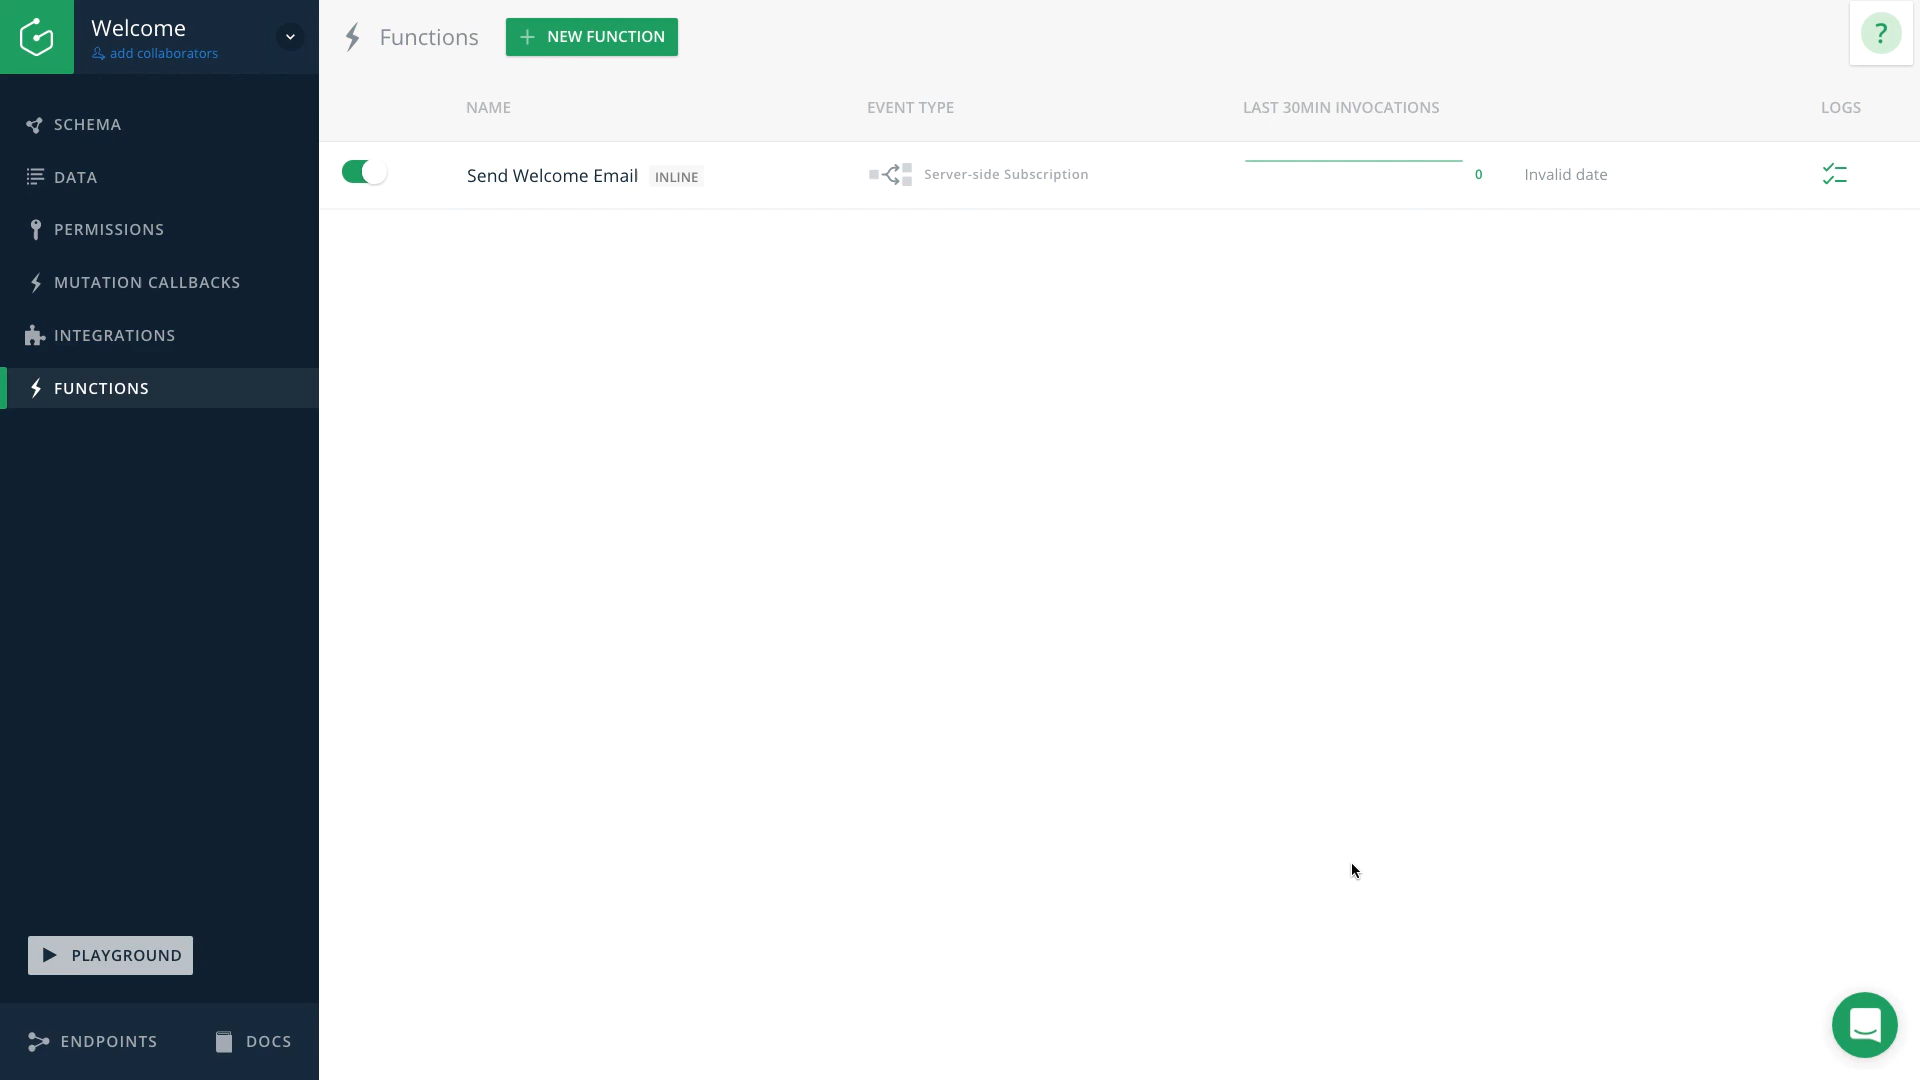 Welcome
add collaborators
Functions
NEW FUNCTION
?
SCHEMA
DATA
PERMISSIONS
MUTATION CALLBACKS
INTEGRATIONS
FUNCTIONS
NAME
EVENT TYPE
LAST 30MIN INVOCATIONS
LOGS
Send Welcome Email INLINE
Server-side Subscription
0
Invalid date
PLAYGROUND
ENDPOINTS
DOCS